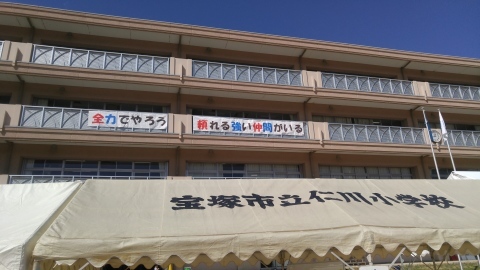 全力でやろう
頼れる強い仲間がいる
宝塚市立仁川小学校